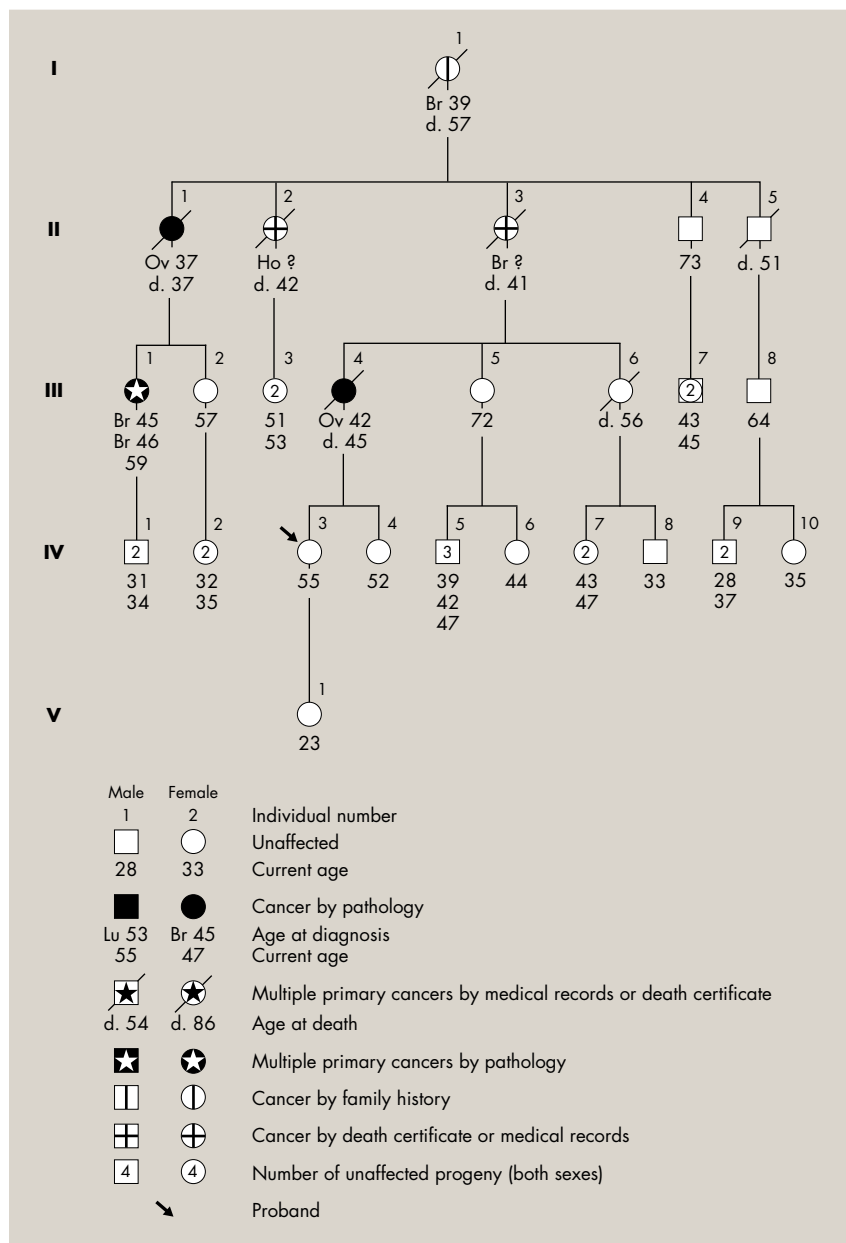 1
I
Br 39
d. 57
1 2 3 4 5
II
Ov 37 Ho ? Br ? 73 d. 51
d. 37 d. 42 d. 41
1 2 3 4 5 6 7 8
III
2 2
Br 45 57 51 Ov 42 72 d. 56 43 64
Br 46 53 d. 45 45
59
1 2 3 4 5 6 7 8 9 10
IV
2 2 3 2 2
31 32 55 52 39 44 43 33 28 35
34 35 42 47 37
47
1
V
23
Male Female
1 2 Individual number
Unaffected
28 33 Current age
Cancer by pathology
Lu 53 Br 45 Age at diagnosis
55 47 Current age
Multiple primary cancers by medical records or death certificate
d. 54 d. 86 Age at death
Multiple primary cancers by pathology
Cancer by family history
Cancer by death certificate or medical records
4 4 Number of unaffected progeny (both sexes)
Proband